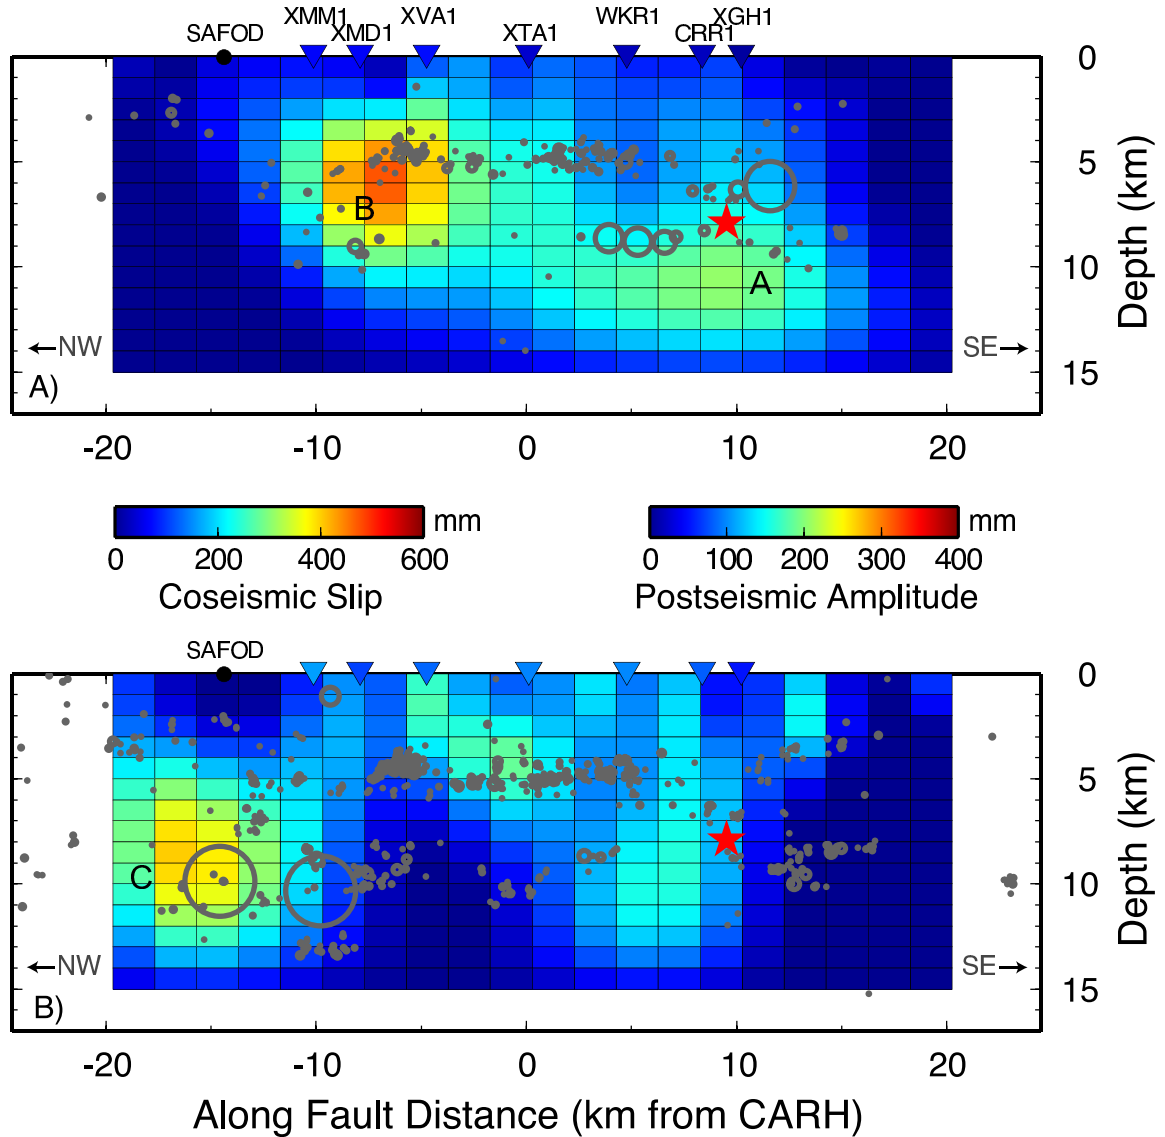 XMM1 XVA1 WKR1 XGH1
SAFOD XMD1 XTA1 CRR1
0
5
B
A
10
NW SE
15
A)
Depth (km)
-20 -10 0 10 20
mm mm
0 200 400 600 0 100 200 300 400
Coseismic Slip Postseismic Amplitude
SAFOD
0
5
C
10
NW SE
15
B)
Depth (km)
-20 -10 0 10 20
Along Fault Distance (km from CARH)